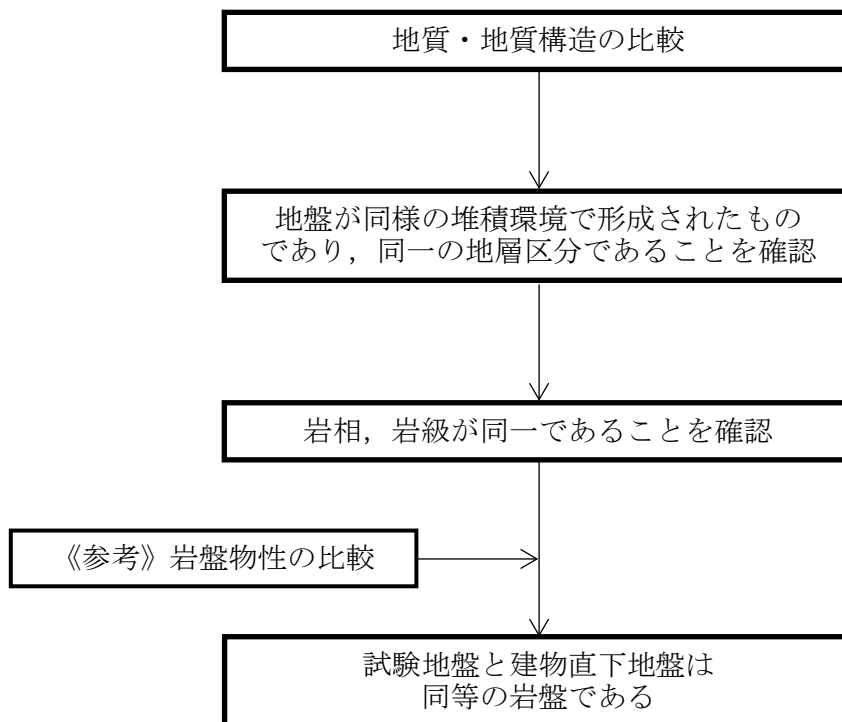 地質・地質構造の比較
地盤が同様の堆積環境で形成されたもの
であり，同一の地層区分であることを確認
岩相，岩級が同一であることを確認
《参考》岩盤物性の比較
試験地盤と建物直下地盤は
同等の岩盤である